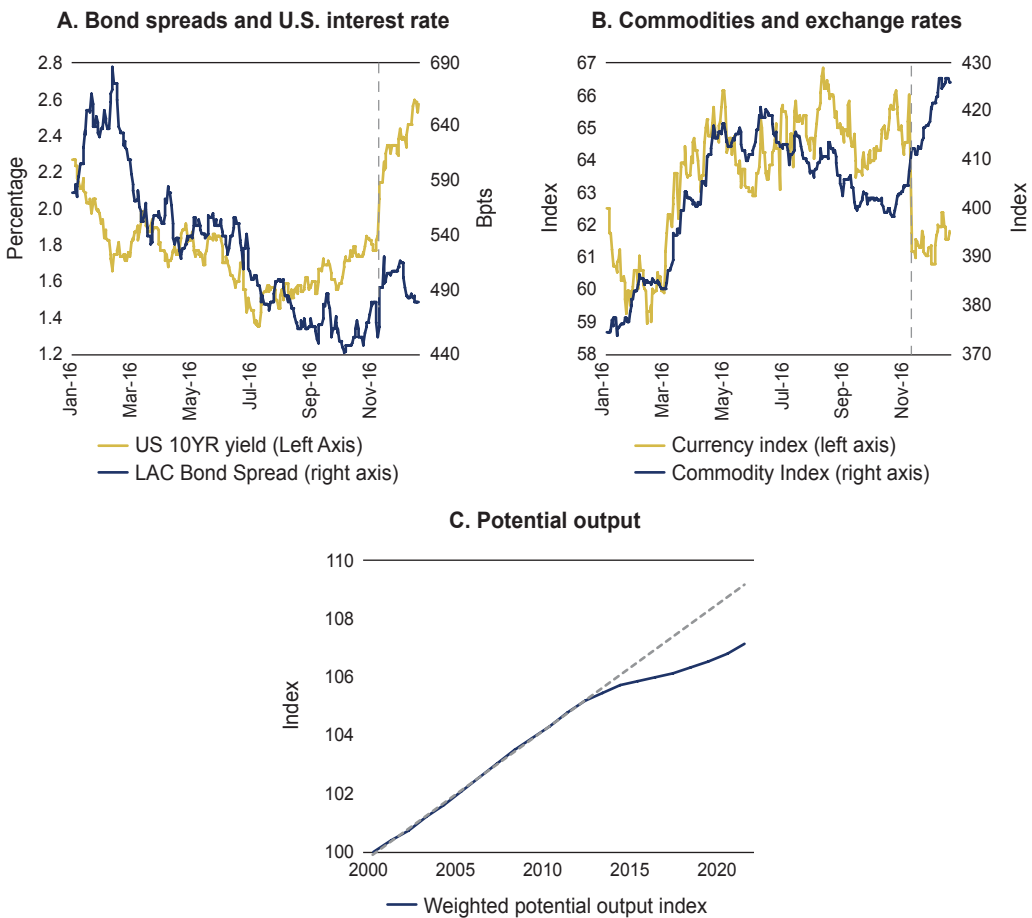 A. Bond spreads and U.S. interest rate
2.8
2.6
2.4
2.2
2.0
1.8
1.6
1.4
1.2
Percentage
690
640
590
540
490
440
Bpts
Jan-16
Mar-16
May-16
Jul-16
Sep-16
Nov-16
US 10YR yield (Left Axis)
LAC Bond Spread (right axis)
B. Commodities and exchange rates
67
66
65
64
63
62
61
60
59
58
Index
430
420
410
400
390
380
370
Index
Jan-16
Mar-16
May-16
Jul-16
Sep-16
Nov-16
Currency index (left axis)
Commodity Index (right axis)
C. Potential output
110
108
106
104
102
100
Index
2000
2005
2010
2015
2020
Weighted potential output index